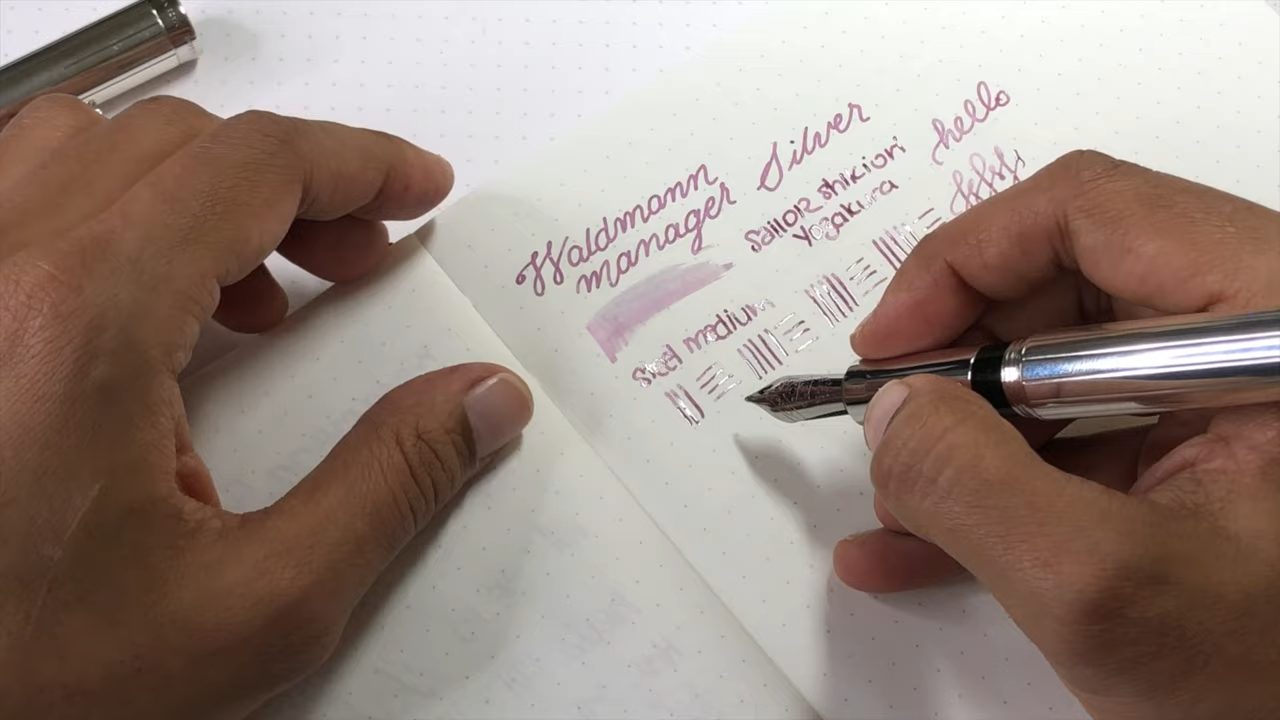 Waldmann
manager Silver
Sailor Shikiori
Yozakura
hello
Steel medium